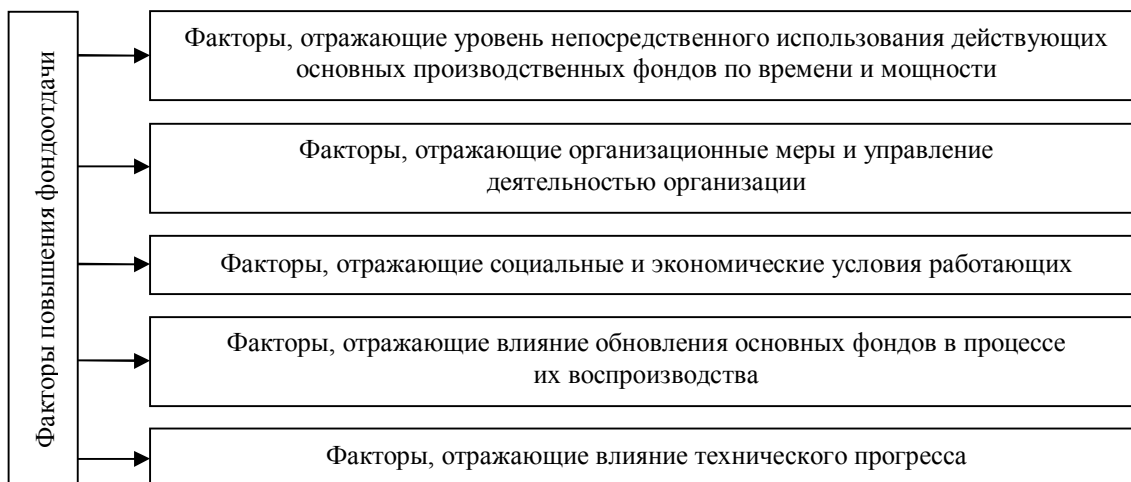 Факторы повышения фондоотдачи
Факторы, отражающие уровень непосредственного использования действующих
основных производственных фондов по времени и мощности
Факторы, отражающие организационные меры и управление
деятельностью организации
Факторы, отражающие социальные и экономические условия работающих
Факторы, отражающие влияние обновления основных фондов в процессе
их воспроизводства
Факторы, отражающие влияние технического прогресса